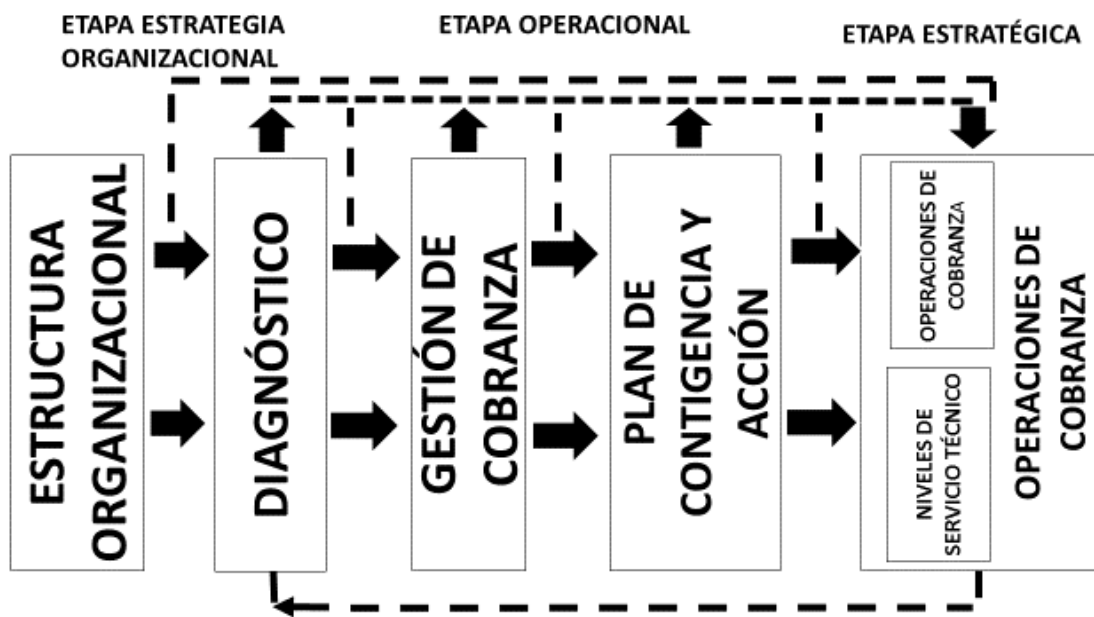 ETAPA ESTRATEGIA
ORGANIZACIONAL
ETAPA OPERACIONAL
ETAPA ESTRATÉGICA
ESTRUCTURA
ORGANIZACIONAL
DIAGNÓSTICO
GESTIÓN DE
COBRANZA
PLAN DE
CONTIGENCIA Y
ACCIÓN
OPERACIONES DE
COBRANZA
NIVELES DE
SERVICIO TÉCNICO
OPERACIONES DE
COBRANZA